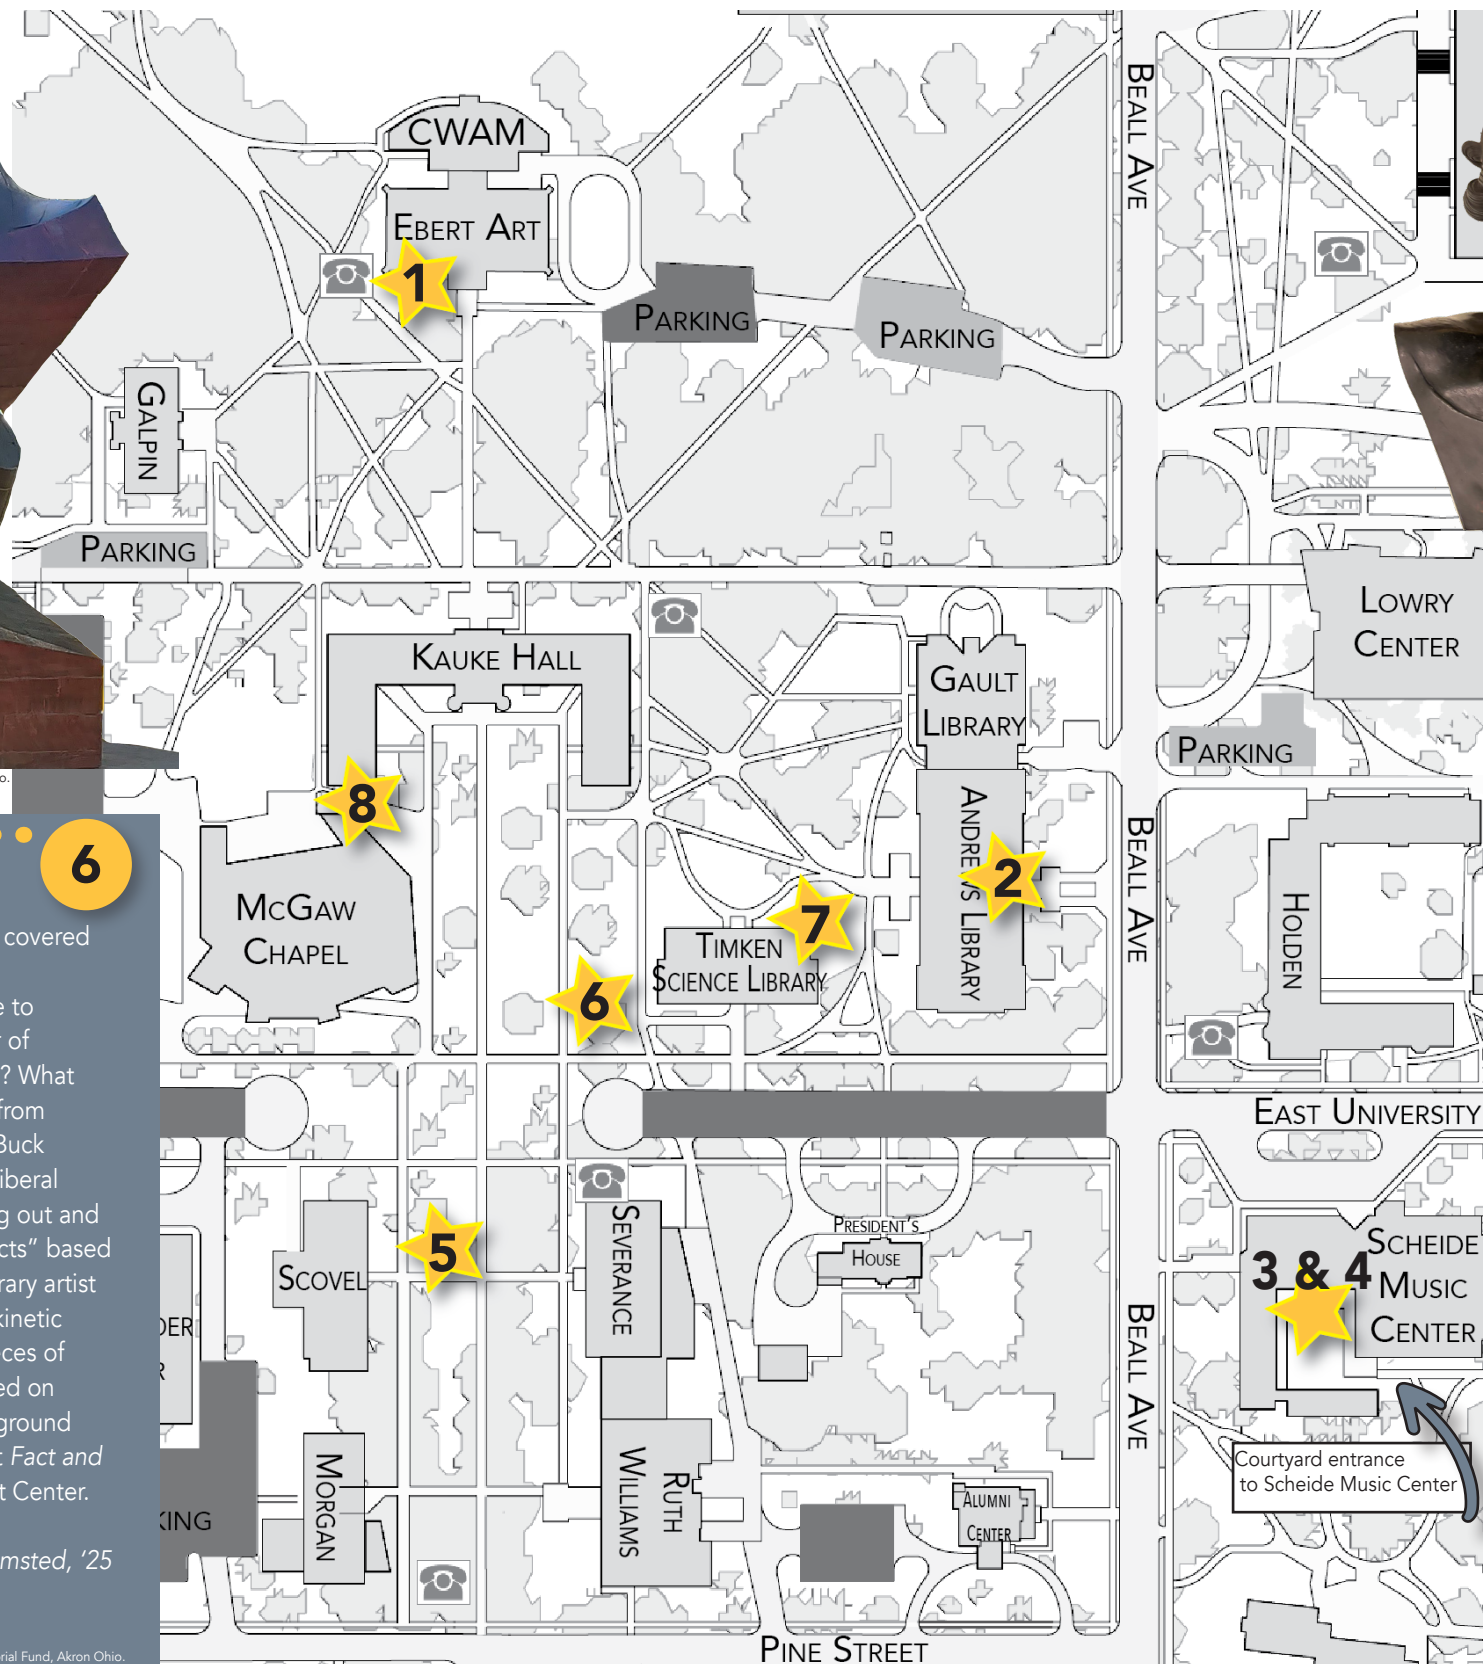 CWAM
EBERT ART
1
PARKING
PARKING
GALPIN
PARKING
BEALL AVE
KAUKE HALL
GAULT
LIBRARY
LOWRY
CENTER
PARKING
8
MCGAW
CHAPEL
ANDREWS LIBRARY
2
7
TIMKEN
SCIENCE LIBRARY
6
BEALL AVE
HOLDEN
EAST UNIVERSITY
5
SCOVEL
SEVERANCE
PRESIDENT'S
HOUSE
3 & 4
SCHEIDE
MUSIC
CENTER
BEALL AVE
MORGAN
RUTH
WILLIAMS
ALUMNI
CENTER
Courtyard entrance
to Scheide Music Center
PINE STREET
o.
6
covered
e to
of
? What
from
Buck
iberal
g out and
cts" based
rary artist
kinetic
ces of
ed on
ground
: Fact and
t Center.
msted, '25
rial Fund, Akron Ohio.
DER
R
KING